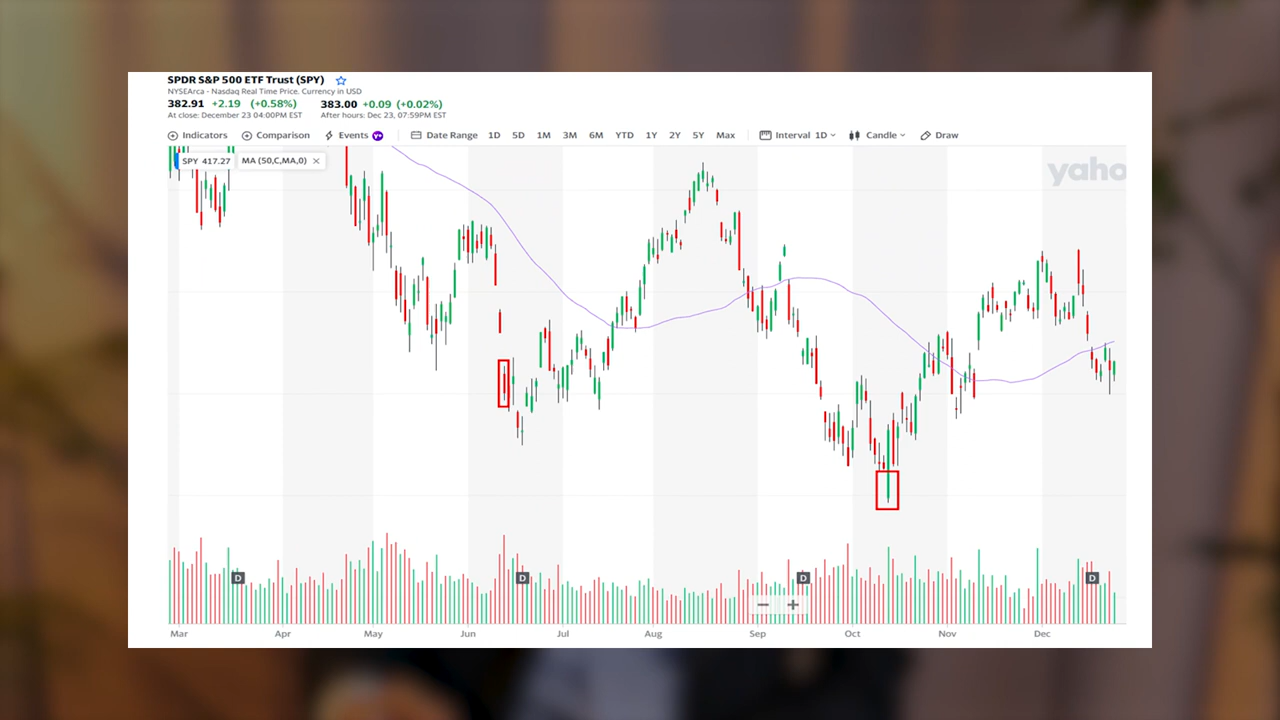 SPDR S&P 500 ETF Trust (SPY)
NYSEArca - Nasdaq Real Time Price. Currency in USD
382.91 +2.19 (+0.58%) 383.00 +0.09 (+0.02%)
At close: December 23 04:00PM EST After hours: Dec 23, 07:59PM EST
Indicators Comparison Events Y+ Date Range 1D 5D 1M 3M 6M YTD 1Y 2Y 5Y Max Interval 1D Candle Draw
SPY 417.27 MA (50,C,MA,0) ×
yaho
D D D D
− +
Mar Apr May Jun Jul Aug Sep Oct Nov Dec